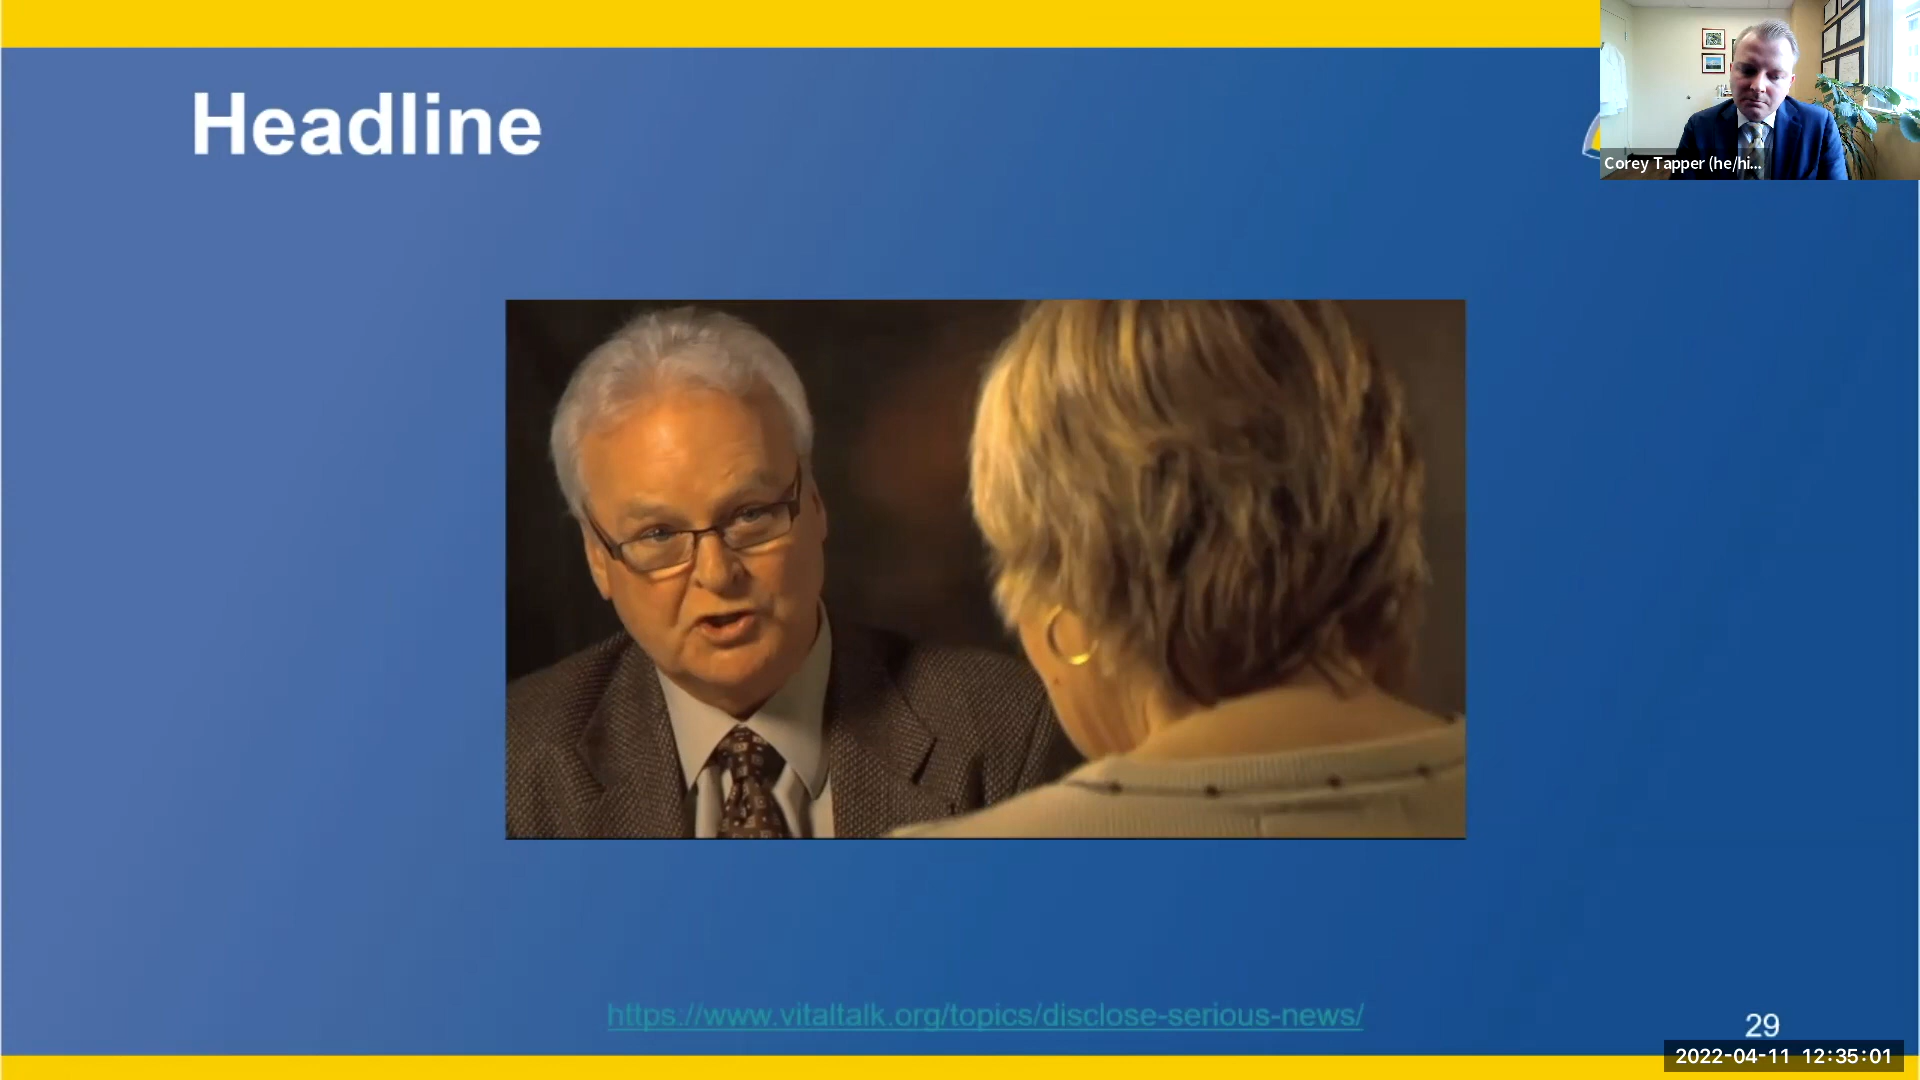 Headline
Corey Tapper (he/hi...
https://www.vitaltalk.org/topics/disclose-serious-news/
29
2022-04-11 12:35:01